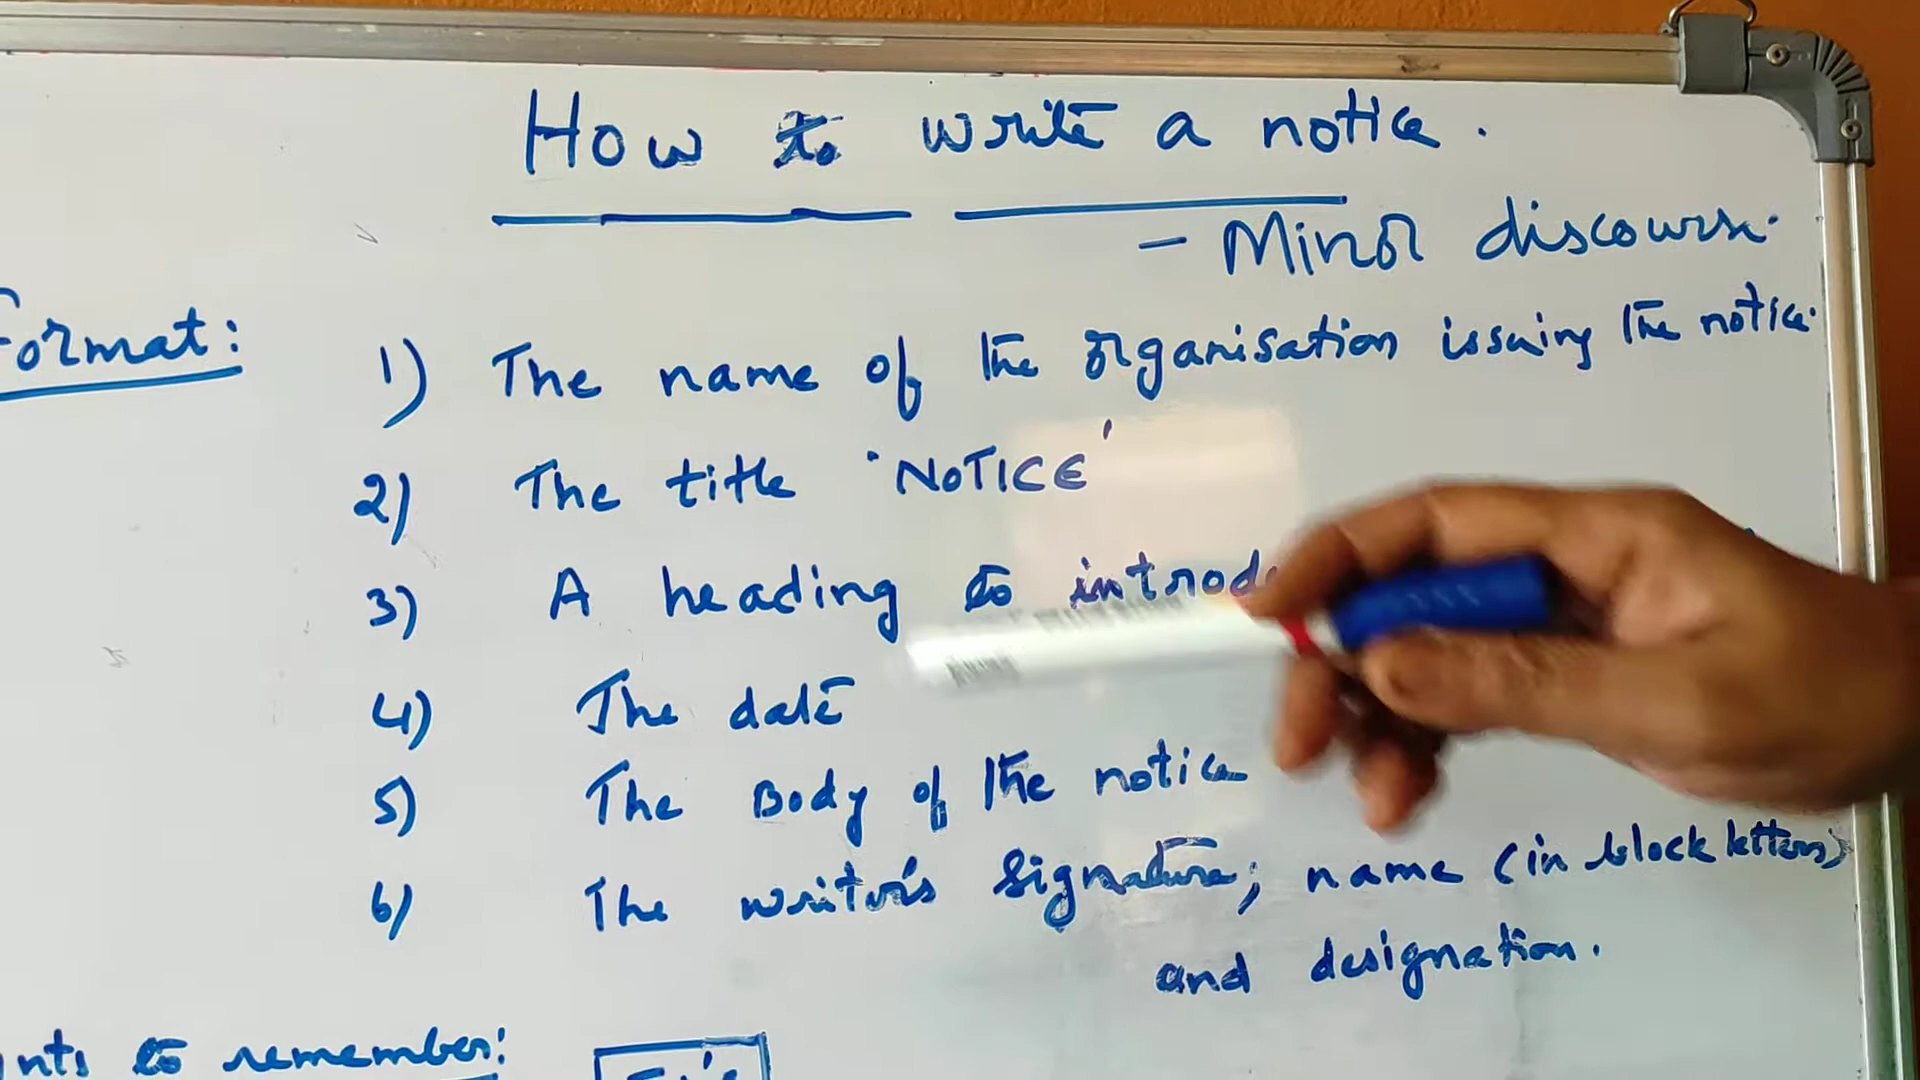 How to write a notice.
- Minor discourse.
Format:
1) The name of the organisation issuing the notice.
2) The title 'NOTICE'
3) A heading to
4) The date
5) The Body of the notice
6) The writer's signature; name (in block letters)
and designation.
to remember: